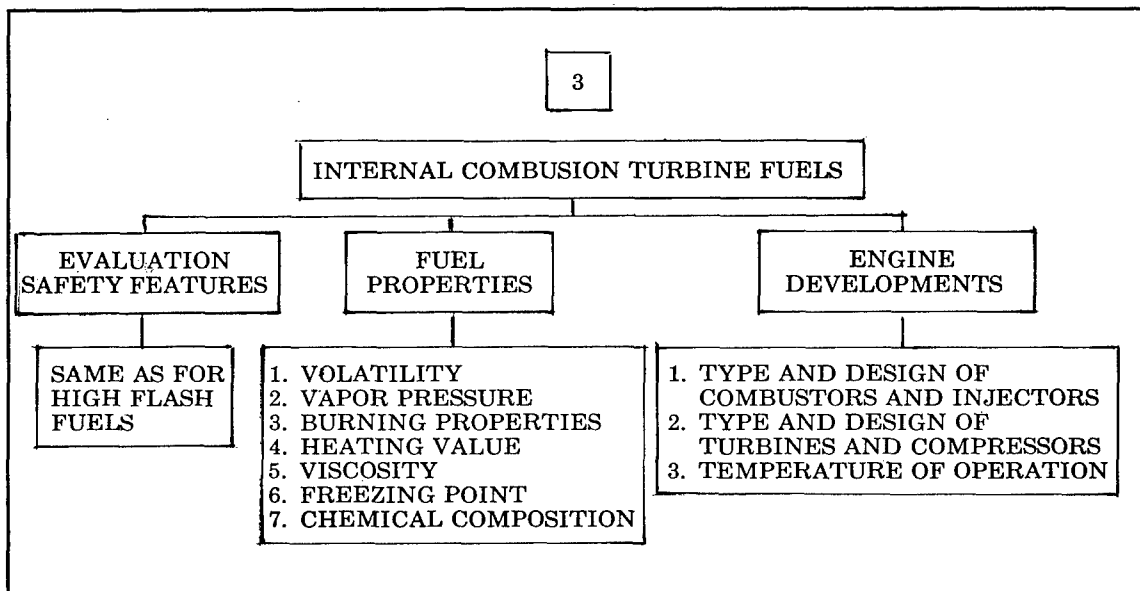 3
INTERNAL COMBUSION TURBINE FUELS
EVALUATION
SAFETY FEATURES
FUEL
PROPERTIES
ENGINE
DEVELOPMENTS
SAME AS FOR
HIGH FLASH
FUELS
1. VOLATILITY
2. VAPOR PRESSURE
3. BURNING PROPERTIES
4. HEATING VALUE
5. VISCOSITY
6. FREEZING POINT
7. CHEMICAL COMPOSITION
1. TYPE AND DESIGN OF
COMBUSTORS AND INJECTORS
2. TYPE AND DESIGN OF
TURBINES AND COMPRESSORS
3. TEMPERATURE OF OPERATION